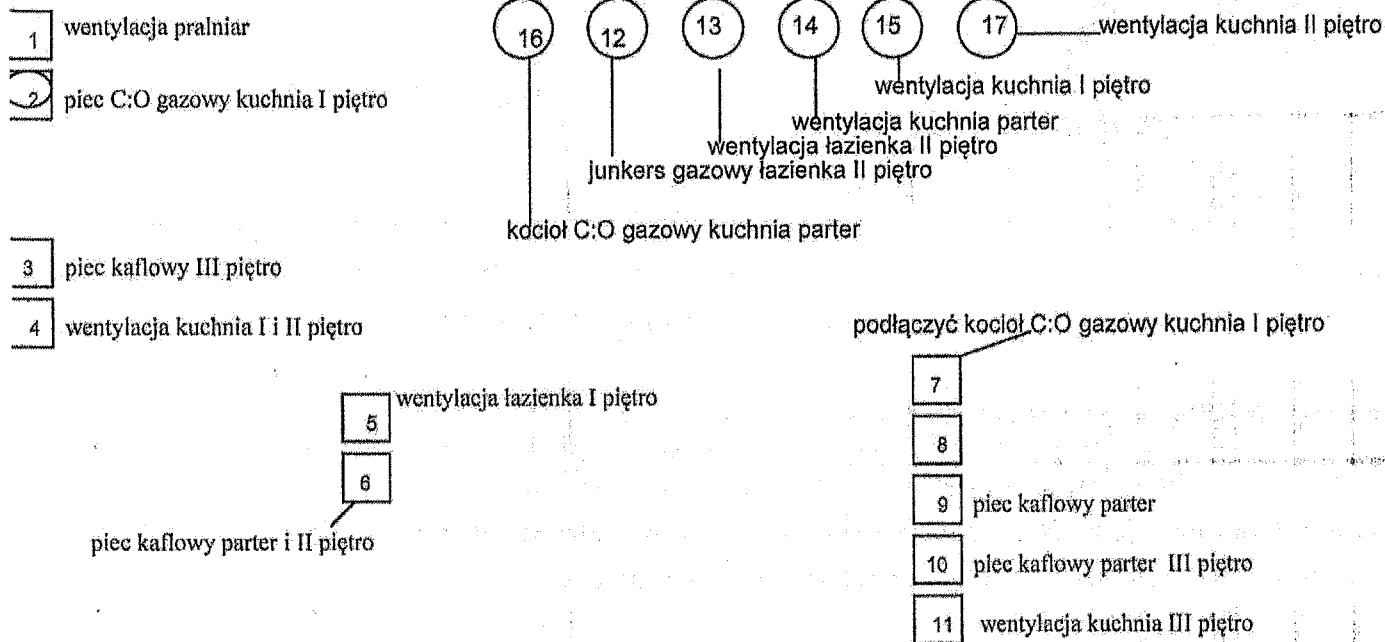 1 wentylacja pralniar
16 12 13 14 15 17 wentylacja kuchnia II piętro
2 piec C:O gazowy kuchnia I piętro
wentylacja kuchnia I piętro
wentylacja kuchnia parter
wentylacja łazienka II piętro
junkers gazowy łazienka II piętro
kocioł C:O gazowy kuchnia parter
3 piec kaflowy III piętro
4 wentylacja kuchnia I i II piętro
podłączyć kocioł C:O gazowy kuchnia I piętro
7
5 wentylacja łazienka I piętro
8
6
9 piec kaflowy parter
piec kaflowy parter i II piętro
10 piec kaflowy parter III piętro
11 wentylacja kuchnia III piętro